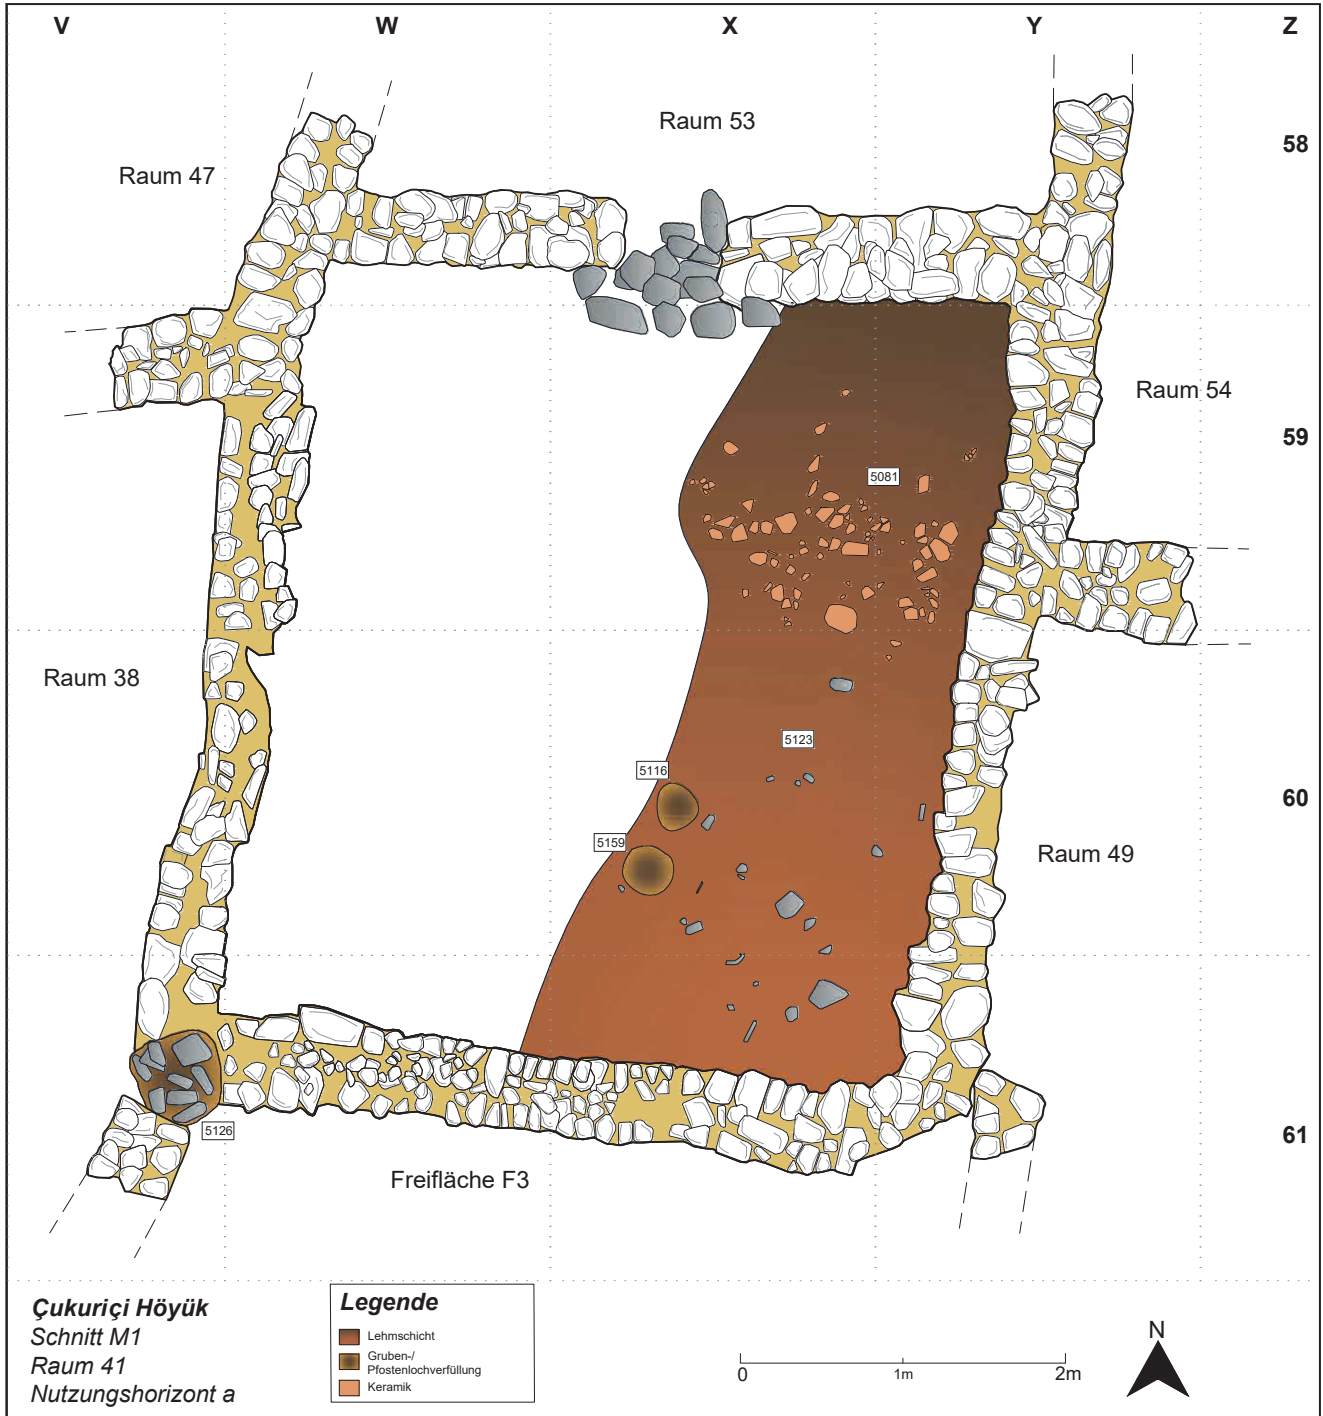 V W X Y Z
Raum 53
58
Raum 47
Raum 54
59
5081
Raum 38
5123
5116
60
5159
Raum 49
5126
61
Freifläche F3
Çukuriçi Höyük
Schnitt M1
Raum 41
Nutzungshorizont a
Legende
Lehmschicht
Gruben-/
Pfostenlochverfüllung
Keramik
0 1m 2m
N